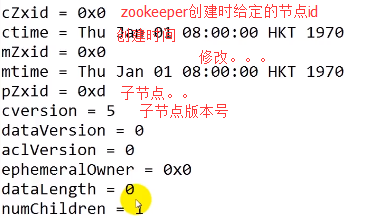 cZxid = 0x0 zookeeper创建时给定的节点id
ctime = Thu Jan 01 08:00:00 HKT 1970
创建时间
mZxid = 0x0 修改。。。
mtime = Thu Jan 01 08:00:00 HKT 1970
pZxid = 0xd 子节点。。
cversion = 5 子节点版本号
dataVersion = 0
aclVersion = 0
ephemeralOwner = 0x0
dataLength = 0
numChildren = 1